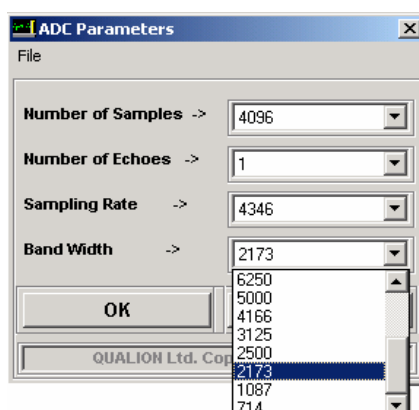 ADC Parameters
File
Number of Samples -> 4096
Number of Echoes -> 1
Sampling Rate -> 4346
Band Width -> 2173
6250
5000
4166
3125
2500
2173
1087
714
OK
QUALION Ltd. Cop